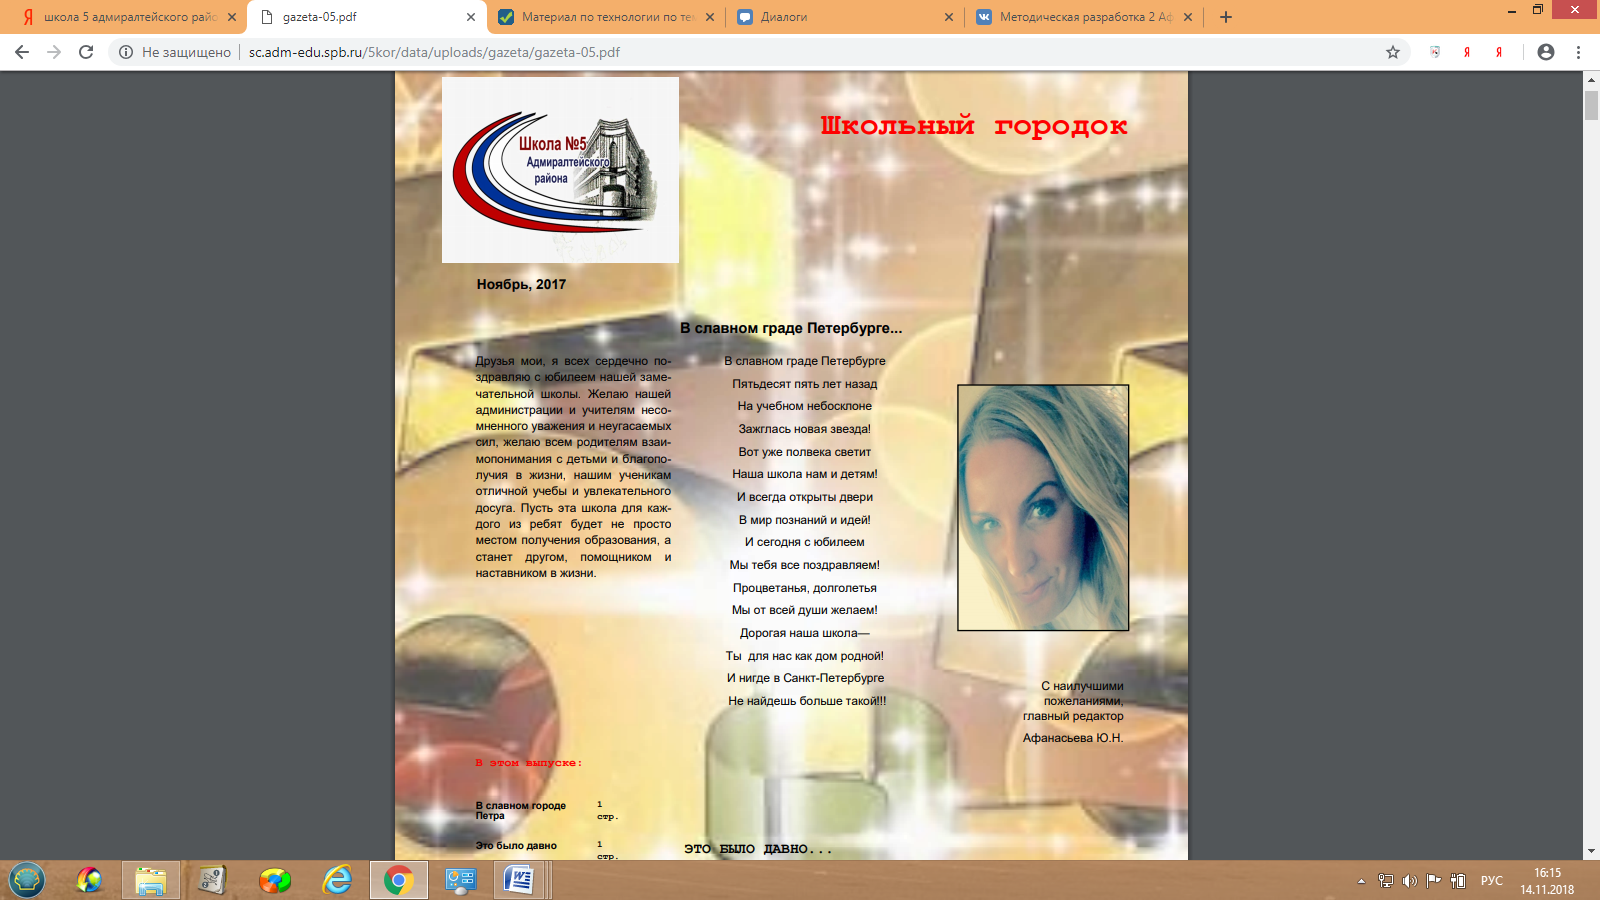 школа 5 адмиралтейского райо
gazeta-05.pdf
Материал по технологии по тем
Диалоги
Методическая разработка 2 Аф
Не защищено
sc.adm-edu.spb.ru/5kor/data/uploads/gazeta/gazeta-05.pdf
Школа №5
Адмиралтейского
района
Школьный городок
Ноябрь, 2017
В славном граде Петербурге...
Друзья мои, я всех сердечно по-
здравляю с юбилеем нашей заме-
чательной школы. Желаю нашей
администрации и учителям несо-
мненного уважения и неугасаемых
сил, желаю всем родителям взаи-
мопонимания с детьми и благопо-
лучия в жизни, нашим ученикам
отличной учебы и увлекательного
досуга. Пусть эта школа для каж-
дого из ребят будет не просто
местом получения образования, а
станет другом, помощником и
наставником в жизни.
В славном граде Петербурге
Пятьдесят пять лет назад
На учебном небосклоне
Зажглась новая звезда!
Вот уже полвека светит
Наша школа нам и детям!
И всегда открыты двери
В мир познаний и идей!
И сегодня с юбилеем
Мы тебя все поздравляем!
Процветанья, долголетья
Мы от всей души желаем!
Дорогая наша школа—
Ты для нас как дом родной!
И нигде в Санкт-Петербурге
Не найдешь больше такой!!!
С наилучшими
пожеланиями,
главный редактор
Афанасьева Ю.Н.
В этом выпуске:
В славном городе
Петра
1
стр.
Это было давно
1
стр.
ЭТО БЫЛО ДАВНО...
РУС
16:15
14.11.2018